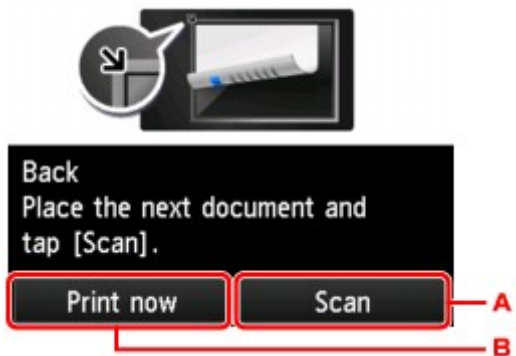 Back
Place the next document and
tap [Scan].
Print now Scan A
B